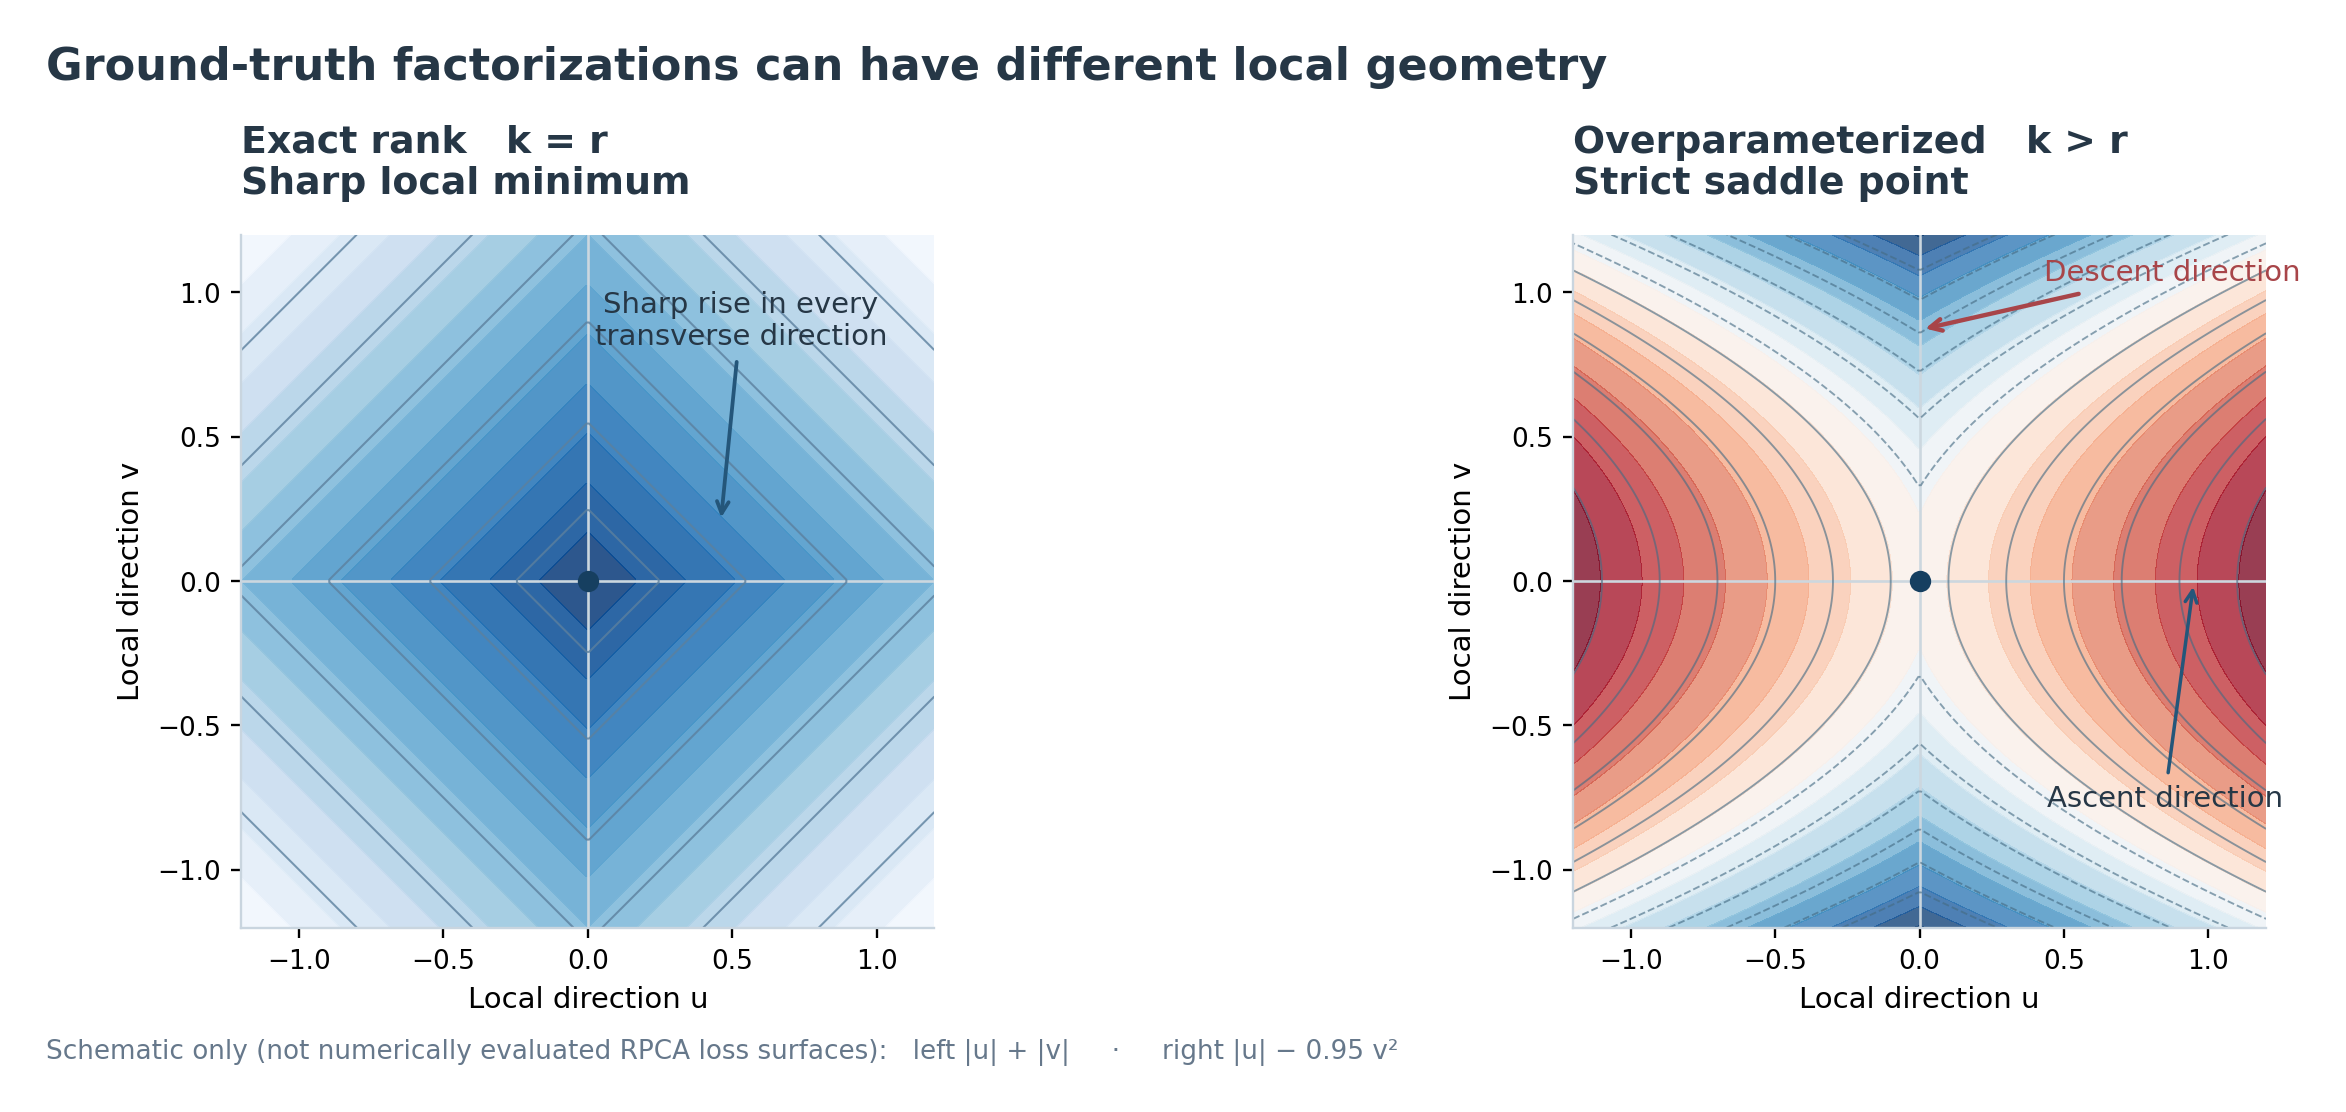 Ground-truth factorizations can have different local geometry
Exact rank   k = r
Sharp local minimum
Sharp rise in every
transverse direction
1.0
0.5
0.0
−0.5
−1.0
Local direction v
−1.0
−0.5
0.0
0.5
1.0
Local direction u
Overparameterized   k > r
Strict saddle point
Descent direction
Ascent direction
1.0
0.5
0.0
−0.5
−1.0
Local direction v
−1.0
−0.5
0.0
0.5
1.0
Local direction u
Schematic only (not numerically evaluated RPCA loss surfaces):   left |u| + |v|     ·     right |u| − 0.95 v²